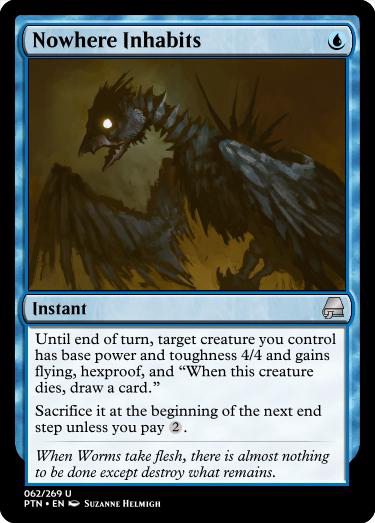 Nowhere Inhabits
Instant
Until end of turn, target creature you control
has base power and toughness 4/4 and gains
flying, hexproof, and “When this creature
dies, draw a card.”
Sacrifice it at the beginning of the next end
step unless you pay 2.
When Worms take flesh, there is almost nothing
to be done except destroy what remains.
062/269 U
PTN • EN Suzanne Helmigh